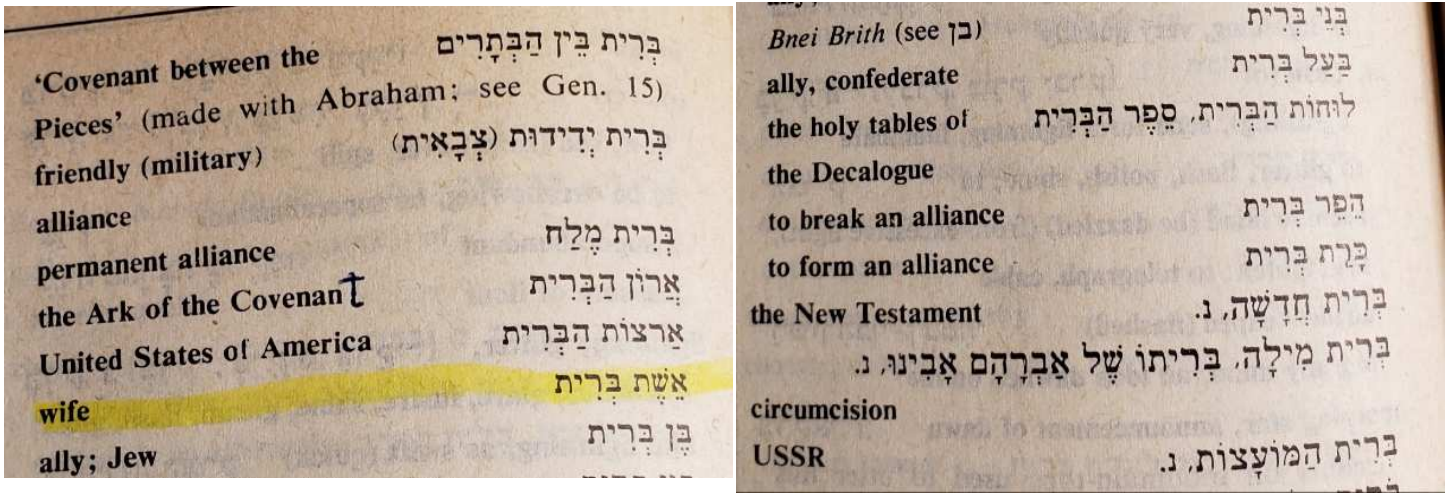 'Covenant between the בְּרִית בֵּין הַבְּתָרִים
Pieces' (made with Abraham; see Gen. 15)
friendly (military) בְּרִית יְדִידוּת (צְבָאִית)
alliance
permanent alliance בְּרִית מֶלַח
the Ark of the Covenant אֲרוֹן הַבְּרִית
United States of America אַרְצוֹת הַבְּרִית
wife אֵשֶׁת בְּרִית
ally; Jew בֶּן בְּרִית
Bnei Brith (see בן) בְּנֵי בְּרִית
ally, confederate בַּעַל בְּרִית
the holy tables of לוּחוֹת הַבְּרִית, סֵפֶר הַבְּרִית
the Decalogue
to break an alliance הֵפֵר בְּרִית
to form an alliance כָּרַת בְּרִית
the New Testament בְּרִית חֲדָשָׁה, נ.
בְּרִית מִילָה, בְּרִיתוֹ שֶׁל אַבְרָהָם אָבִינוּ, נ.
circumcision
USSR בְּרִית הַמּוֹעָצוֹת, נ.